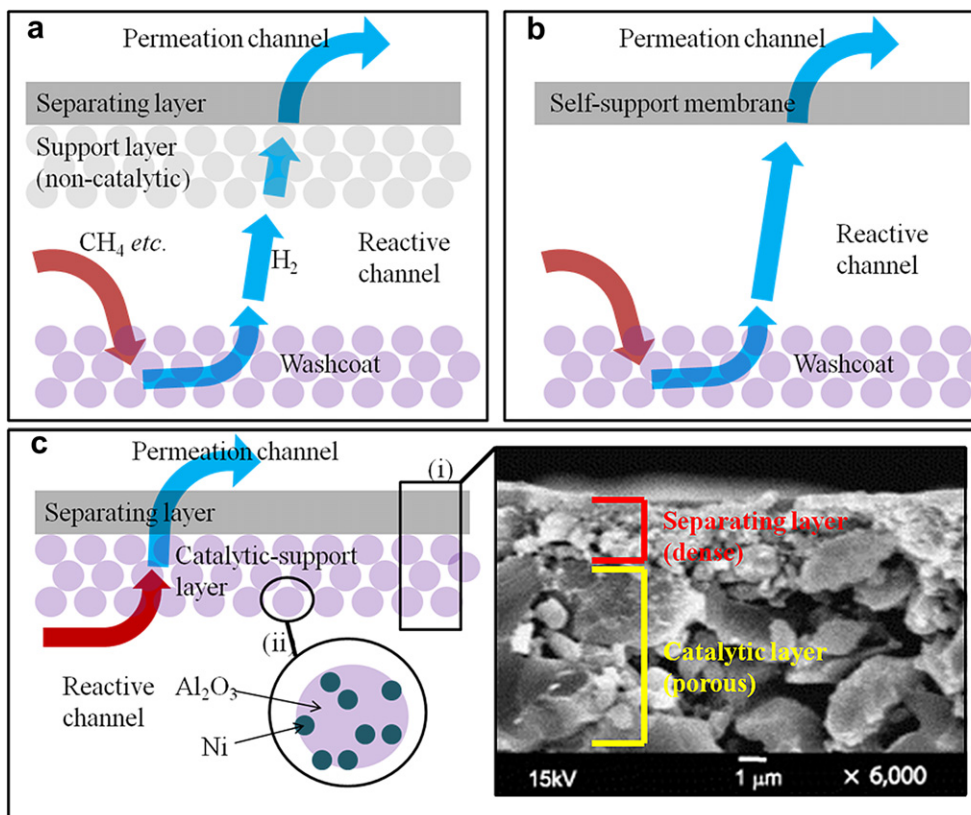 a
Permeation channel
Separating layer
Support layer
(non-catalytic)
CH₄ etc.
H₂
Reactive
channel
Washcoat
b
Permeation channel
Self-support membrane
Reactive
channel
Washcoat
c
Permeation channel
(i)
Separating layer
Catalytic-support
layer
(ii)
Reactive
channel
Al₂O₃
Ni
Separating layer
(dense)
Catalytic layer
(porous)
15kV
1 μm
× 6,000